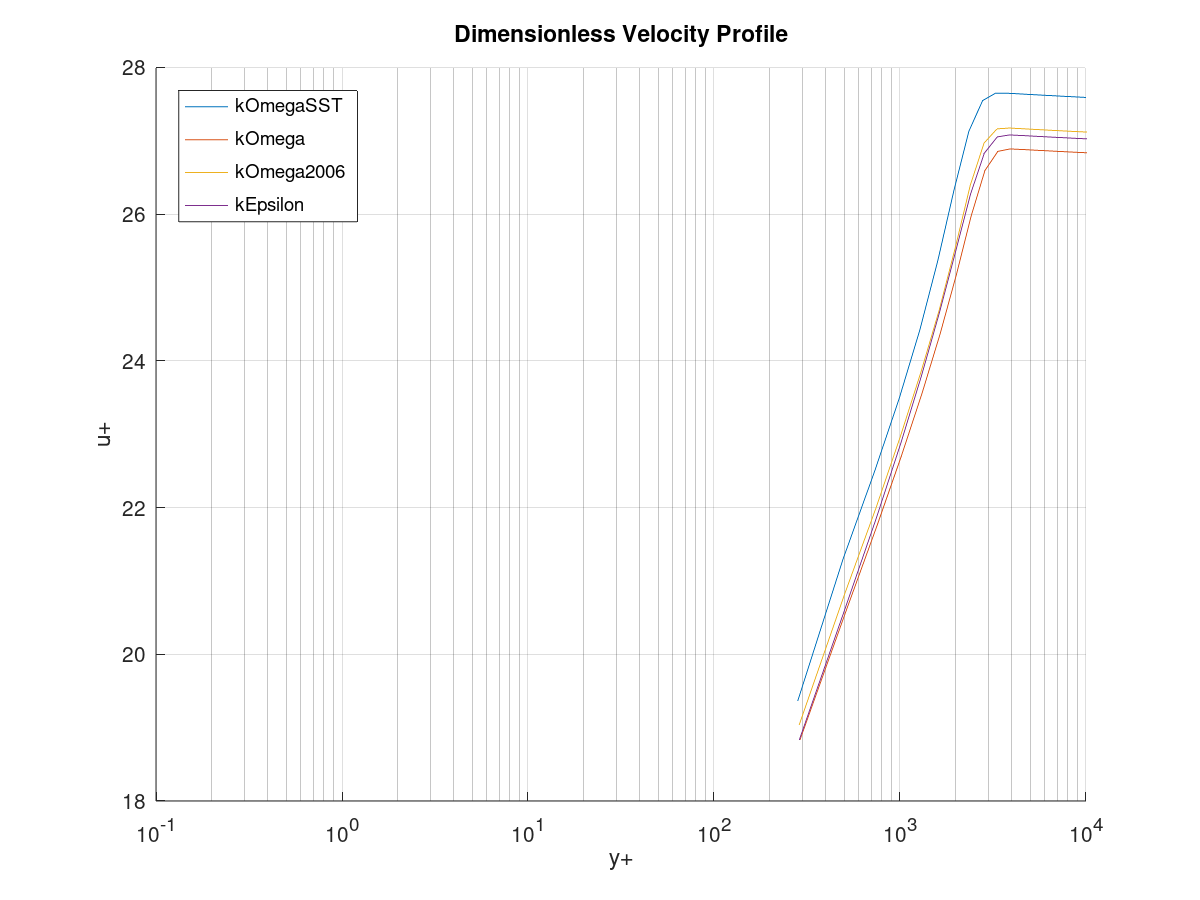 Dimensionless Velocity Profile
28
26
24
22
20
18
u+
kOmegaSST
kOmega
kOmega2006
kEpsilon
10^-1 10^0 10^1 10^2 10^3 10^4
y+